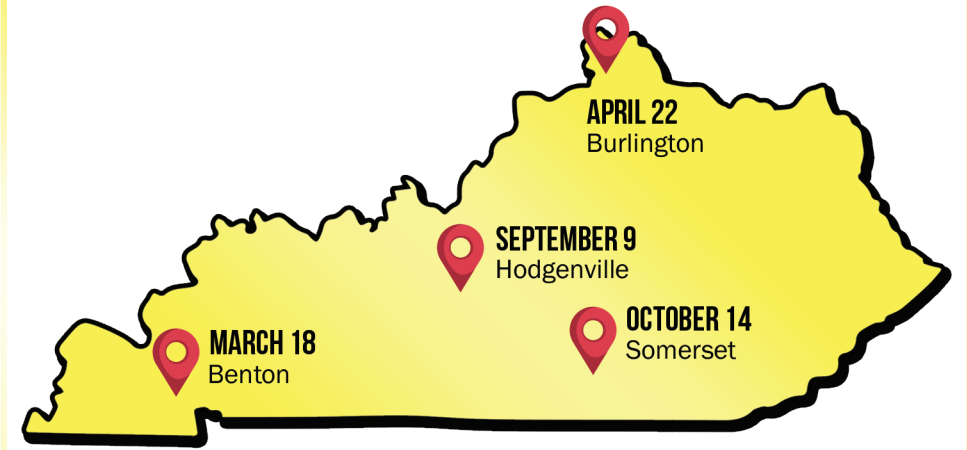 APRIL 22
Burlington
SEPTEMBER 9
Hodgenville
OCTOBER 14
Somerset
MARCH 18
Benton